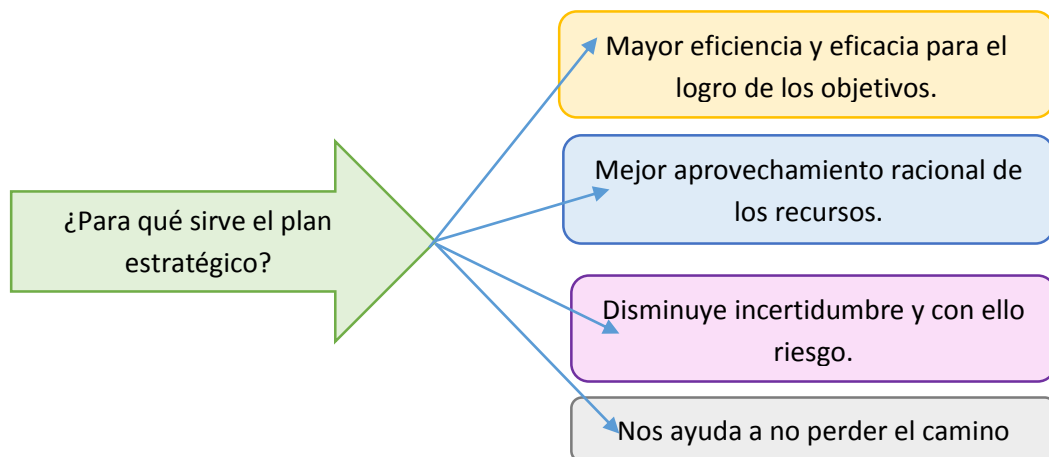 ¿Para qué sirve el plan
estratégico?
Mayor eficiencia y eficacia para el
logro de los objetivos.
Mejor aprovechamiento racional de
los recursos.
Disminuye incertidumbre y con ello
riesgo.
Nos ayuda a no perder el camino